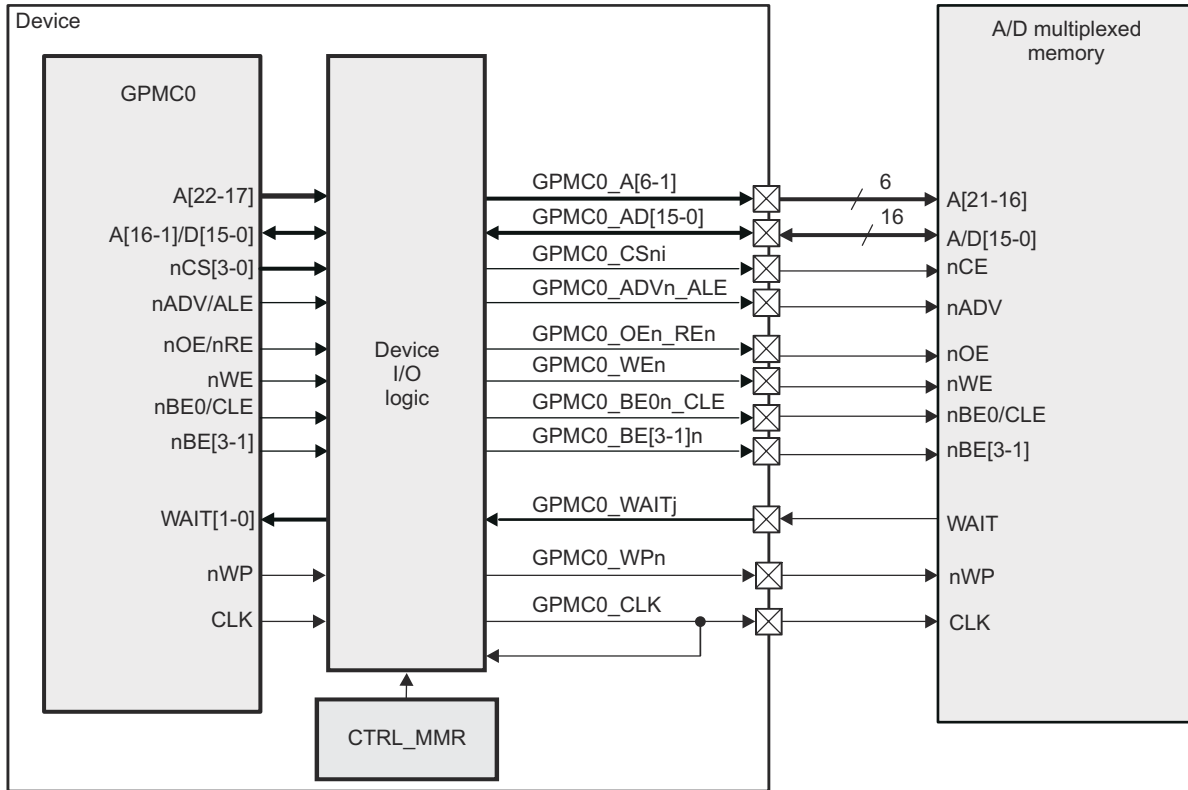 Device
GPMC0
A[22-17]
A[16-1]/D[15-0]
nCS[3-0]
nADV/ALE
nOE/nRE
nWE
nBE0/CLE
nBE[3-1]
WAIT[1-0]
nWP
CLK
Device
I/O
logic
CTRL_MMR
GPMC0_A[6-1]
GPMC0_AD[15-0]
GPMC0_CSni
GPMC0_ADVn_ALE
GPMC0_OEn_REn
GPMC0_WEn
GPMC0_BE0n_CLE
GPMC0_BE[3-1]n
GPMC0_WAITj
GPMC0_WPn
GPMC0_CLK
6
16
A/D multiplexed
memory
A[21-16]
A/D[15-0]
nCE
nADV
nOE
nWE
nBE0/CLE
nBE[3-1]
WAIT
nWP
CLK